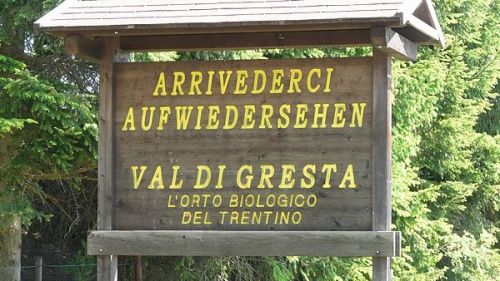 ARRIVEDERCI
AUFWIEDERSEHEN
VAL DI GRESTA
L'ORTO BIOLOGICO
DEL TRENTINO